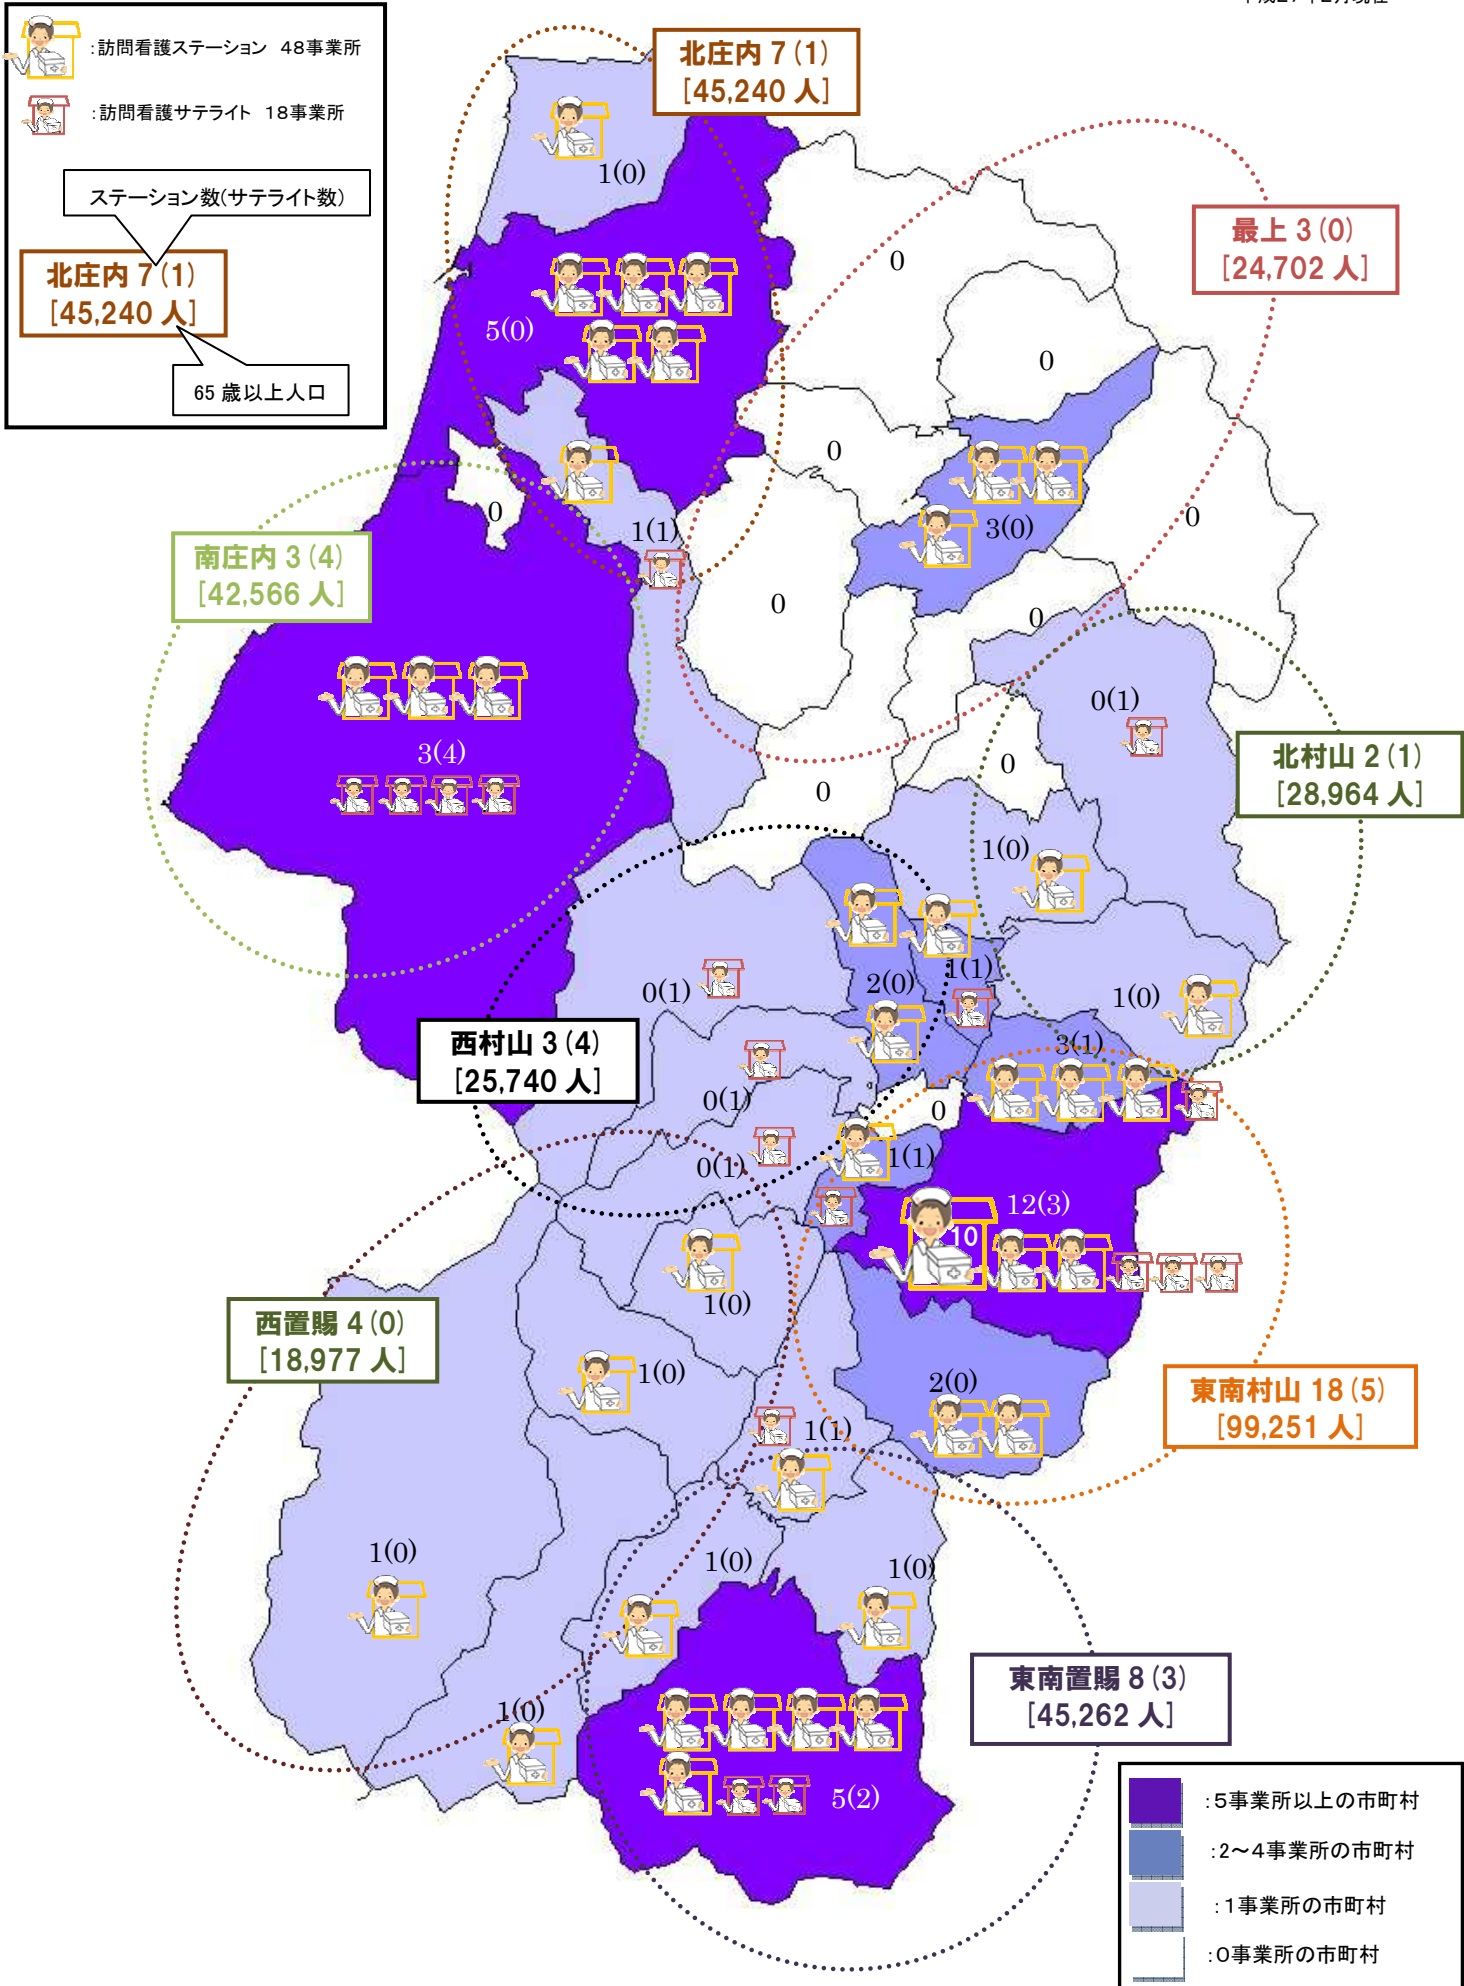 :訪問看護ステーション 48事業所
:訪問看護サテライト 18事業所
ステーション数(サテライト数)
北庄内 7(1)
[45,240 人]
65 歳以上人口
北庄内 7(1)
[45,240 人]
1(0)
最上 3(0)
[24,702 人]
0
5(0)
0
0
3(0)
0
0
1(1)
南庄内 3(4)
[42,566 人]
0
0
3(4)
0(1)
北村山 2(1)
[28,964 人]
0
0
1(0)
2(0)
1(1)
0(1)
1(0)
西村山 3(4)
[25,740 人]
3(1)
0(1)
0
0(1)
1(1)
12(3)
10
1(0)
西置賜 4(0)
[18,977 人]
1(0)
2(0)
東南村山 18(5)
[99,251 人]
1(1)
1(0)
1(0)
1(0)
東南置賜 8(3)
[45,262 人]
1(0)
5(2)
:5事業所以上の市町村
:2～4事業所の市町村
:1事業所の市町村
:0事業所の市町村